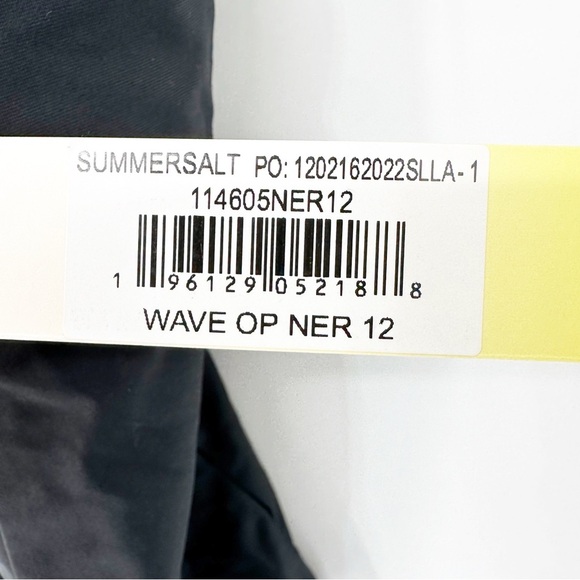 SUMMERSALT PO: 1202162022SLLA-1
114605NER12
1 96129 05218 8
WAVE OP NER 12